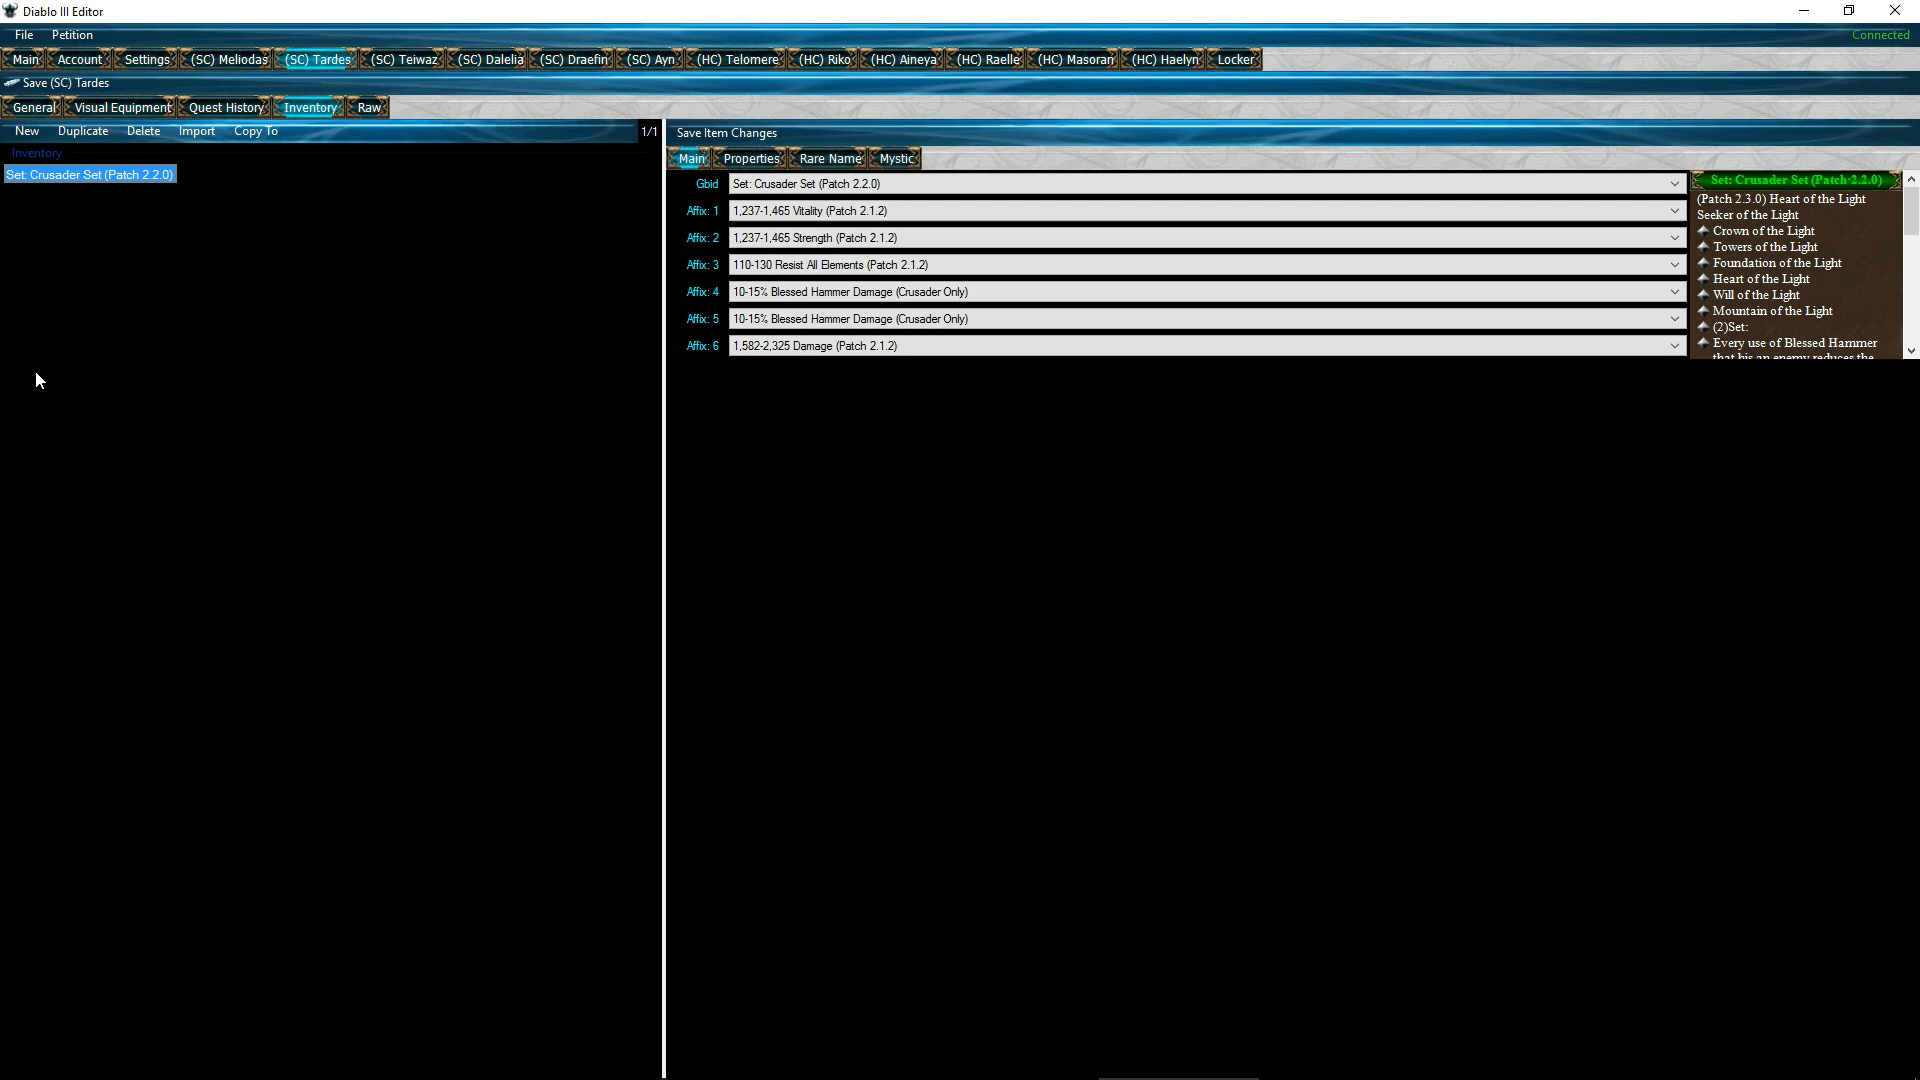 Diablo III Editor
File Petition Connected
Main Account Settings (SC) Meliodas (SC) Tardes (SC) Teiwaz (SC) Dalelia (SC) Draefin (SC) Ayn (HC) Telomere (HC) Riko (HC) Aineya (HC) Raelle (HC) Masoran (HC) Haelyn Locker
Save (SC) Tardes
General Visual Equipment Quest History Inventory Raw
New Duplicate Delete Import Copy To 1/1
Inventory
Set: Crusader Set (Patch 2.2.0)
Save Item Changes
Main Properties Rare Name Mystic
Gbid Set: Crusader Set (Patch 2.2.0)
Affix: 1 1,237-1,465 Vitality (Patch 2.1.2)
Affix: 2 1,237-1,465 Strength (Patch 2.1.2)
Affix: 3 110-130 Resist All Elements (Patch 2.1.2)
Affix: 4 10-15% Blessed Hammer Damage (Crusader Only)
Affix: 5 10-15% Blessed Hammer Damage (Crusader Only)
Affix: 6 1,582-2,325 Damage (Patch 2.1.2)
Set: Crusader Set (Patch 2.2.0)
(Patch 2.3.0) Heart of the Light
Seeker of the Light
Crown of the Light
Towers of the Light
Foundation of the Light
Heart of the Light
Will of the Light
Mountain of the Light
(2)Set:
Every use of Blessed Hammer
that his an enemy reduces the